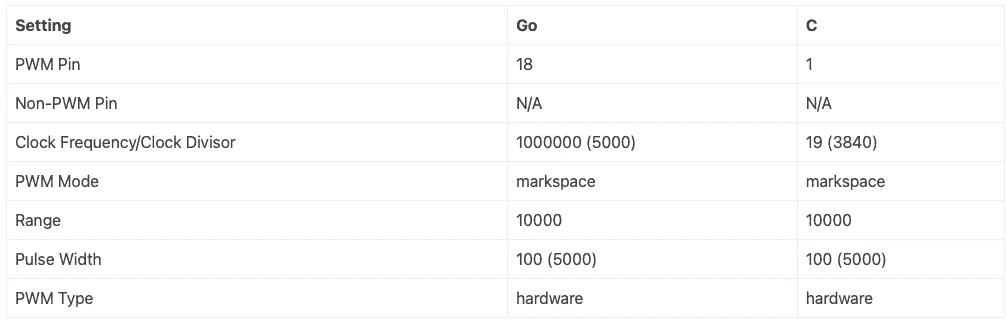 Setting Go C
PWM Pin 18 1
Non-PWM Pin N/A N/A
Clock Frequency/Clock Divisor 1000000 (5000) 19 (3840)
PWM Mode markspace markspace
Range 10000 10000
Pulse Width 100 (5000) 100 (5000)
PWM Type hardware hardware